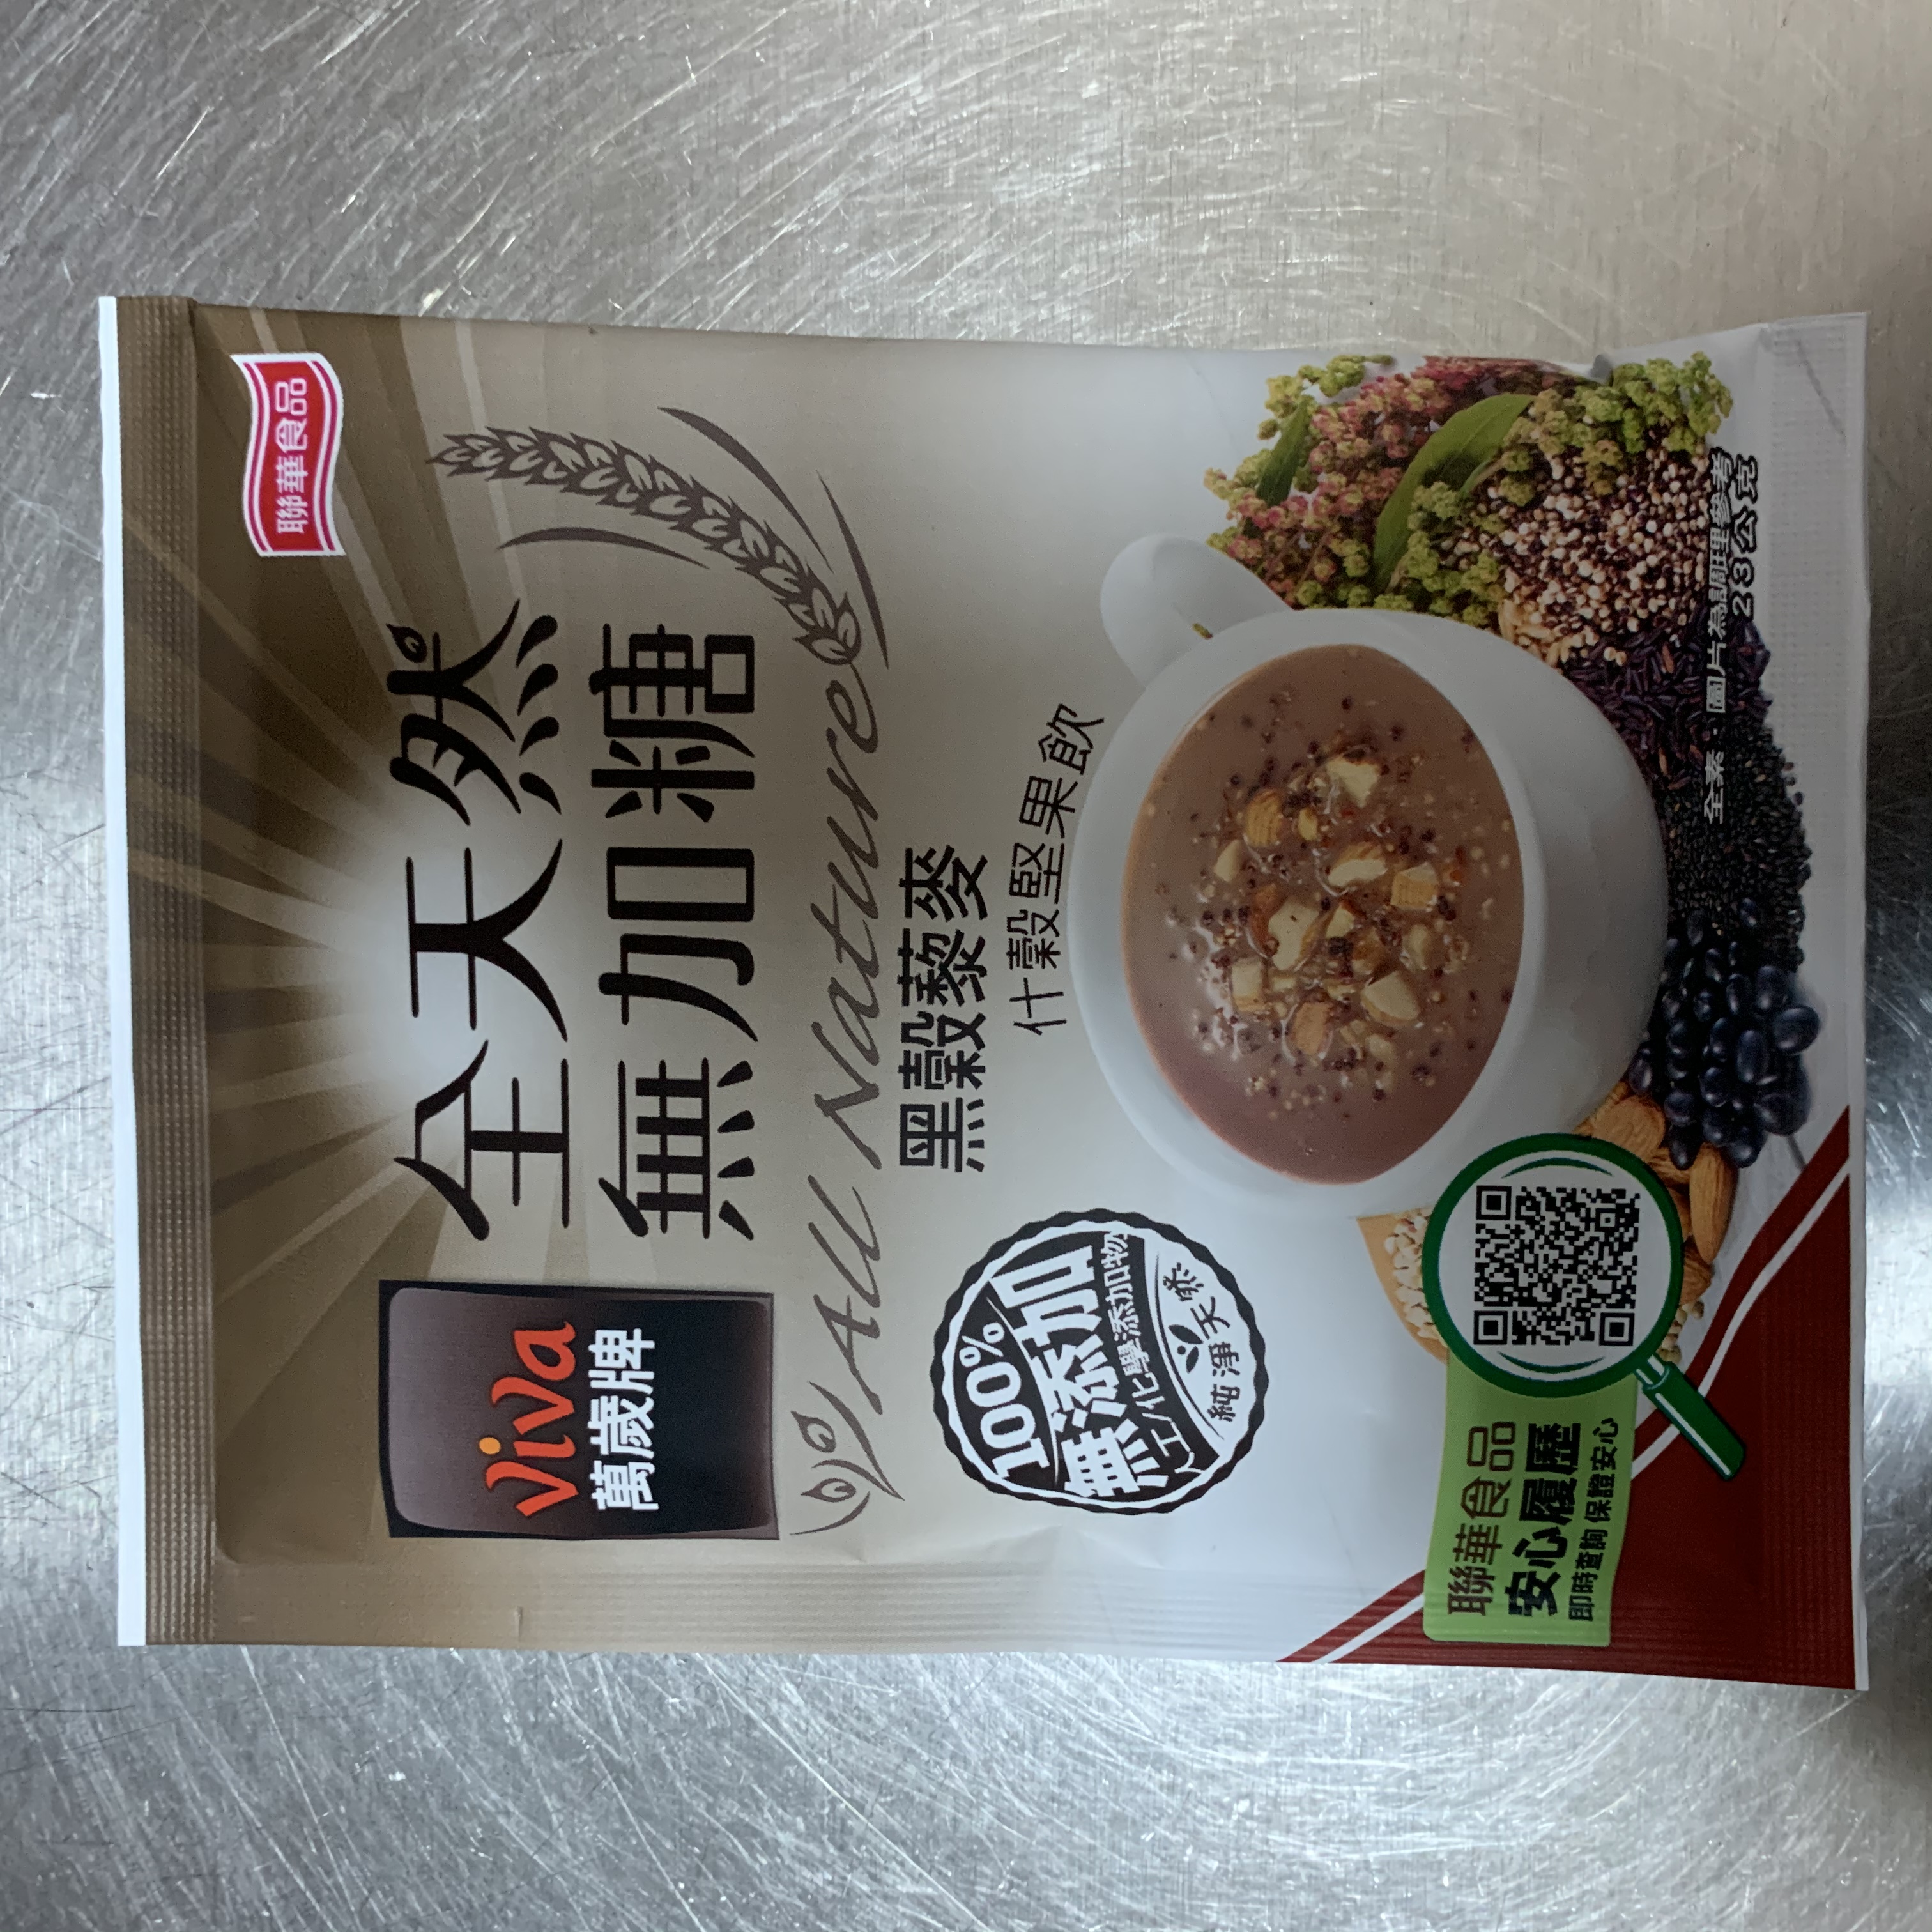 聯華食品
viva
萬歲牌
全天然
無加糖
All Nature
黑穀藜麥
什穀堅果飲
100%
無添加
人工/化學添加物
純淨天然
聯華食品
安心履歷
即時查詢 保證安心
全素・圖片為調理參考
23公克